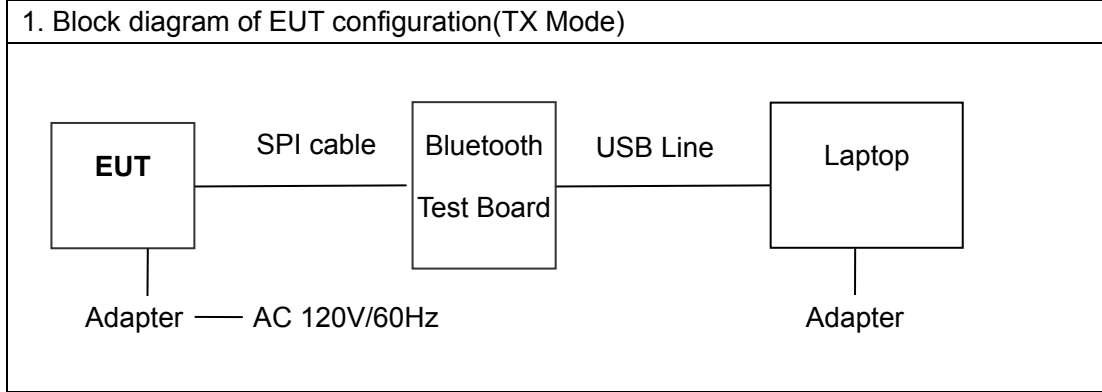 1. Block diagram of EUT configuration(TX Mode)
EUT
SPI cable
Bluetooth
Test Board
USB Line
Laptop
Adapter
AC 120V/60Hz
Adapter